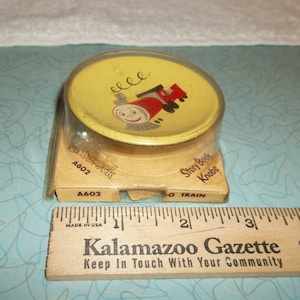 A602
Story Book
Knobs
A602 TRAIN
MADE IN USA 1 2 3
Kalamazoo Gazette
Keep In Touch With Your Community